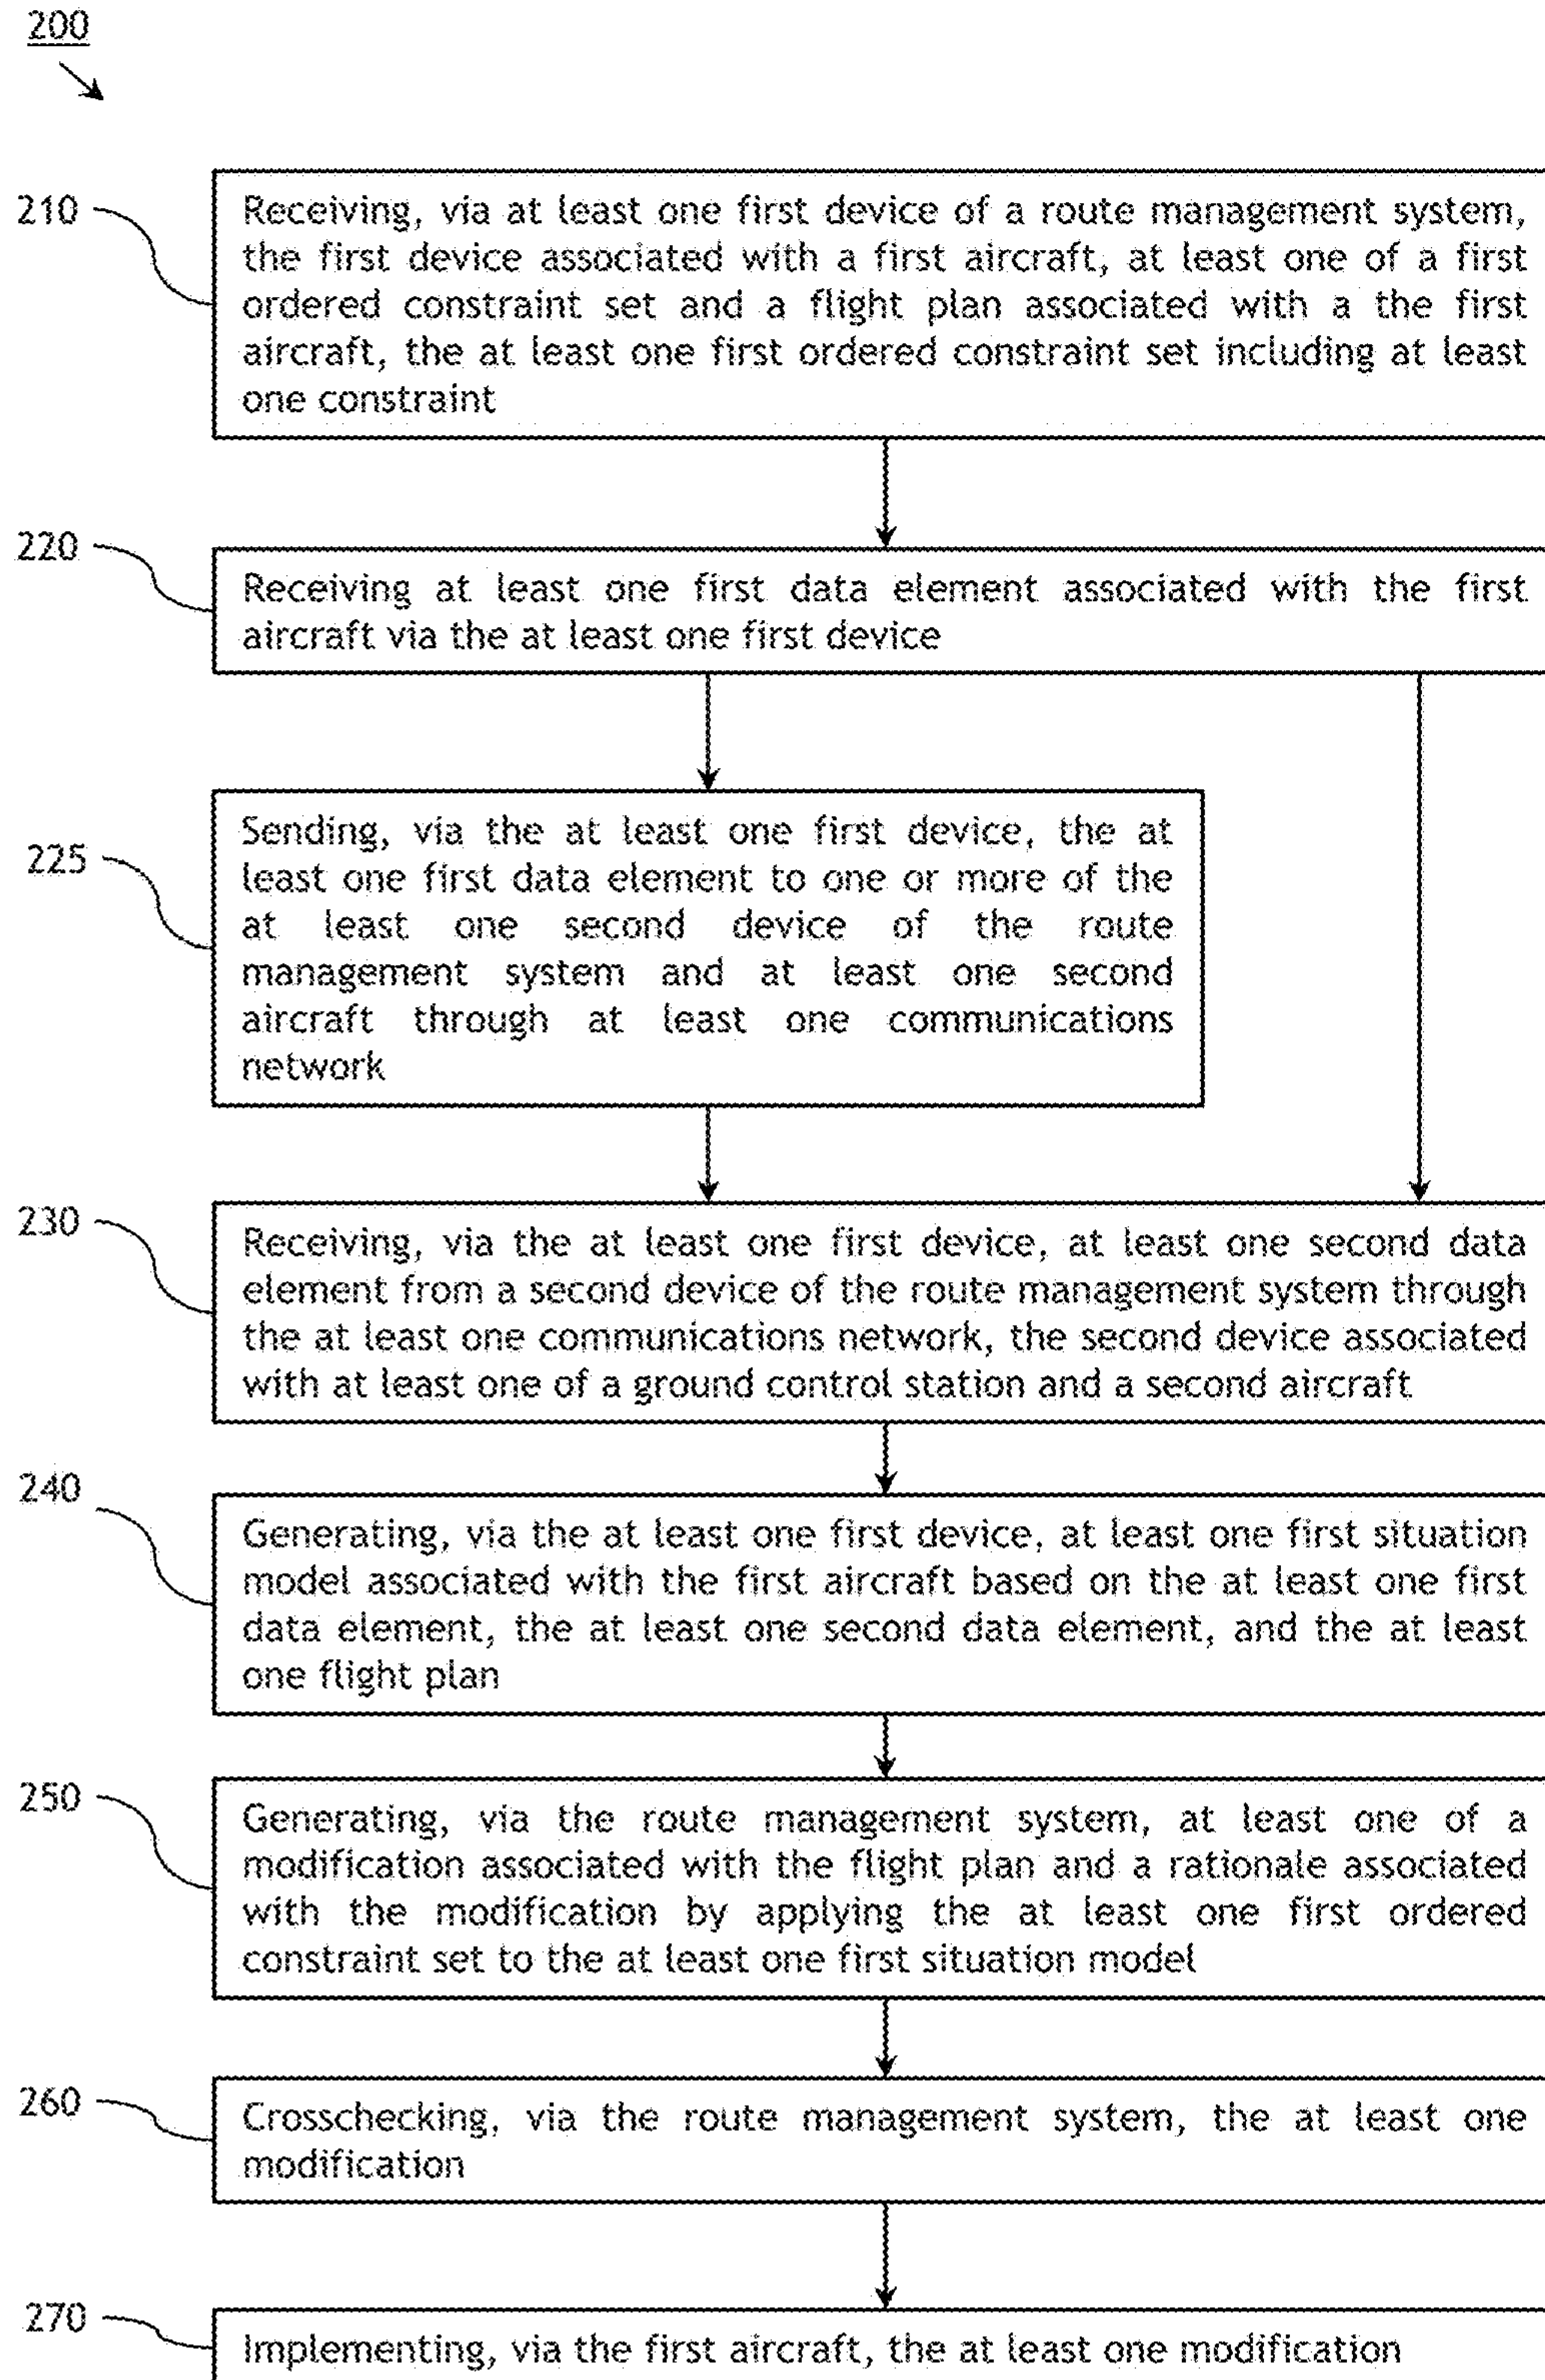 200
210
Receiving, via at least one first device of a route management system,
the first device associated with a first aircraft, at least one of a first
ordered constraint set and a flight plan associated with a the first
aircraft, the at least one first ordered constraint set including at least
one constraint
220
Receiving at least one first data element associated with the first
aircraft via the at least one first device
225
Sending, via the at least one first device, the at
least one first data element to one or more of the
at least one second device of the route
management system and at least one second
aircraft through at least one communications
network
230
Receiving, via the at least one first device, at least one second data
element from a second device of the route management system through
the at least one communications network, the second device associated
with at least one of a ground control station and a second aircraft
240
Generating, via the at least one first device, at least one first situation
model associated with the first aircraft based on the at least one first
data element, the at least one second data element, and the at least
one flight plan
250
Generating, via the route management system, at least one of a
modification associated with the flight plan and a rationale associated
with the modification by applying the at least one first ordered
constraint set to the at least one first situation model
260
Crosschecking, via the route management system, the at least one
modification
270
Implementing, via the first aircraft, the at least one modification